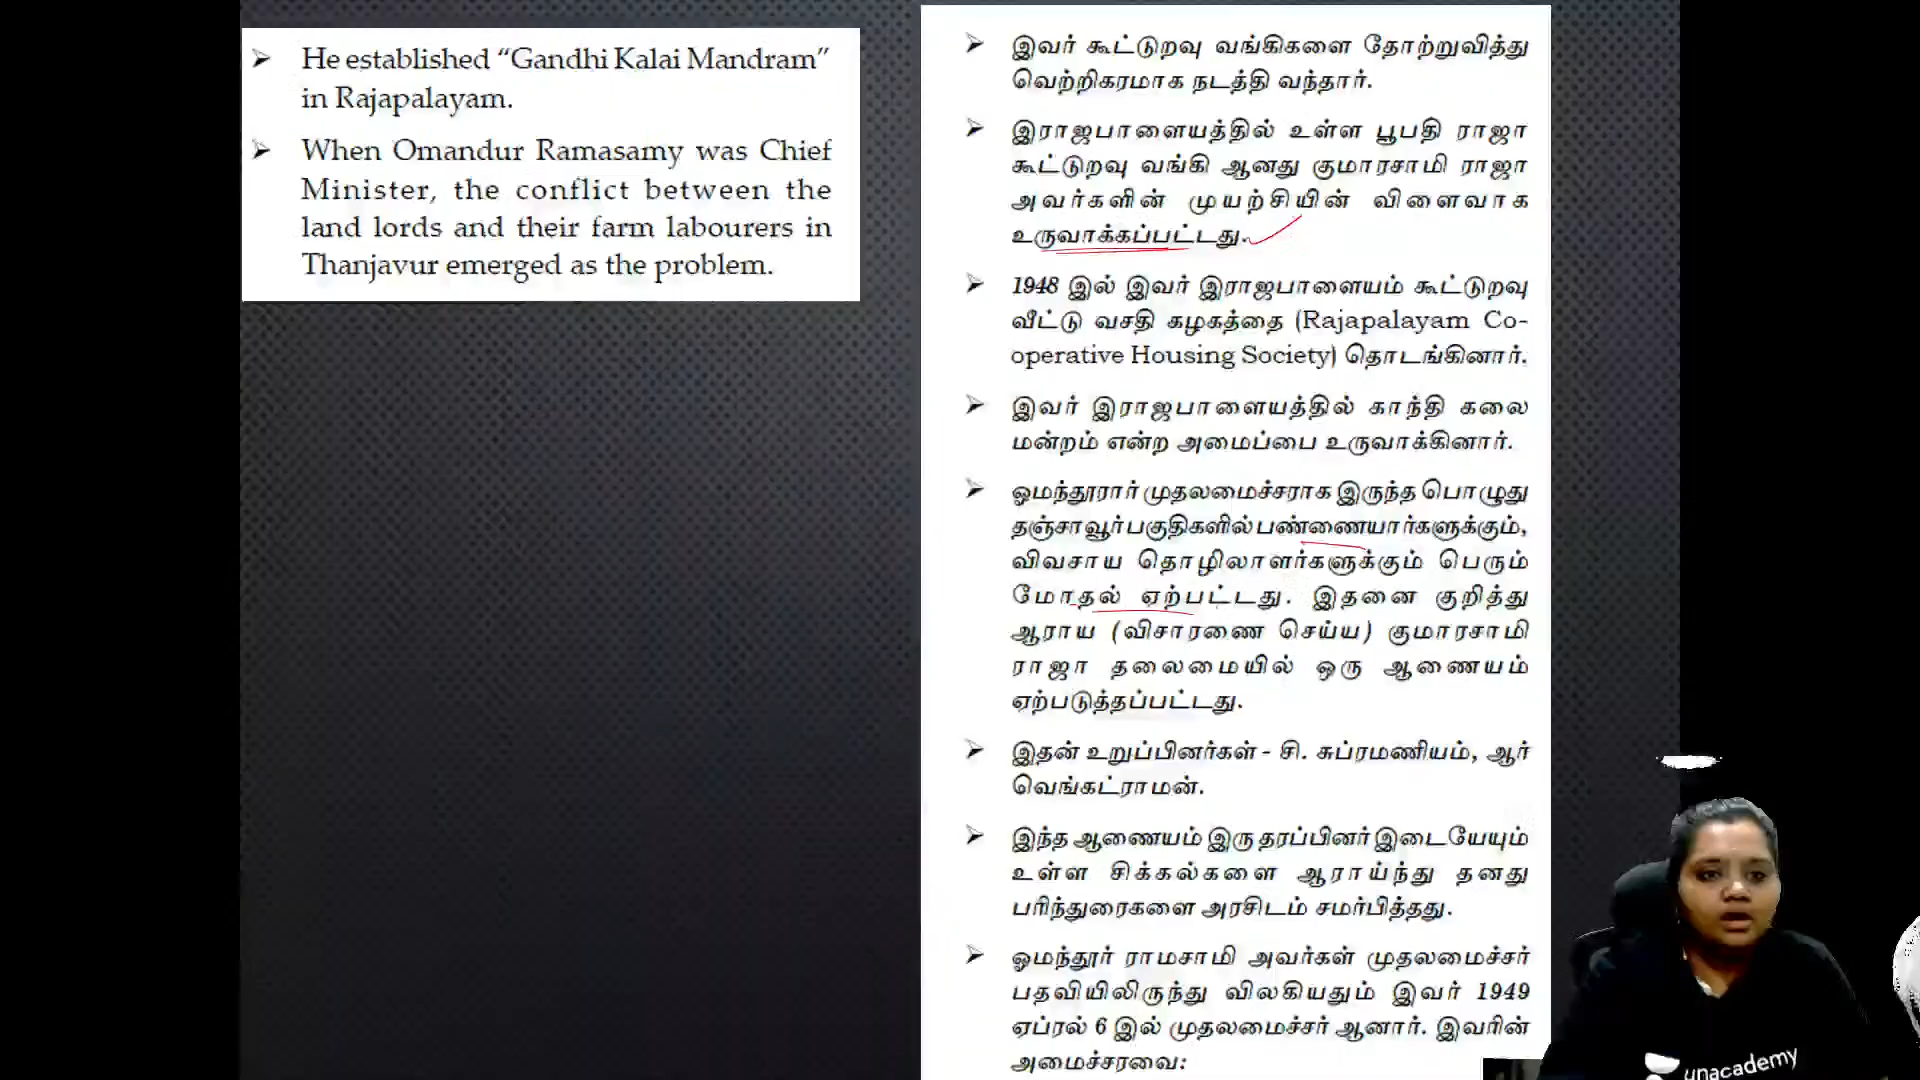 He established “Gandhi Kalai Mandram”
in Rajapalayam.
When Omandur Ramasamy was Chief
Minister, the conflict between the
land lords and their farm labourers in
Thanjavur emerged as the problem.
இவர் கூட்டுறவு வங்கிகளை தோற்றுவித்து
வெற்றிகரமாக நடத்தி வந்தார்.
இராஜபாளையத்தில் உள்ள பூபதி ராஜா
கூட்டுறவு வங்கி ஆனது குமாரசாமி ராஜா
அவர்களின் முயற்சியின் விளைவாக
உருவாக்கப்பட்டது.
1948 இல் இவர் இராஜபாளையம் கூட்டுறவு
வீட்டு வசதி கழகத்தை (Rajapalayam Co-
operative Housing Society) தொடங்கினார்.
இவர் இராஜபாளையத்தில் காந்தி கலை
மன்றம் என்ற அமைப்பை உருவாக்கினார்.
ஓமந்தூரார் முதலமைச்சராக இருந்த பொழுது
தஞ்சாவூர் பகுதிகளில் பண்ணையார்களுக்கும்,
விவசாய தொழிலாளர்களுக்கும் பெரும்
மோதல் ஏற்பட்டது. இதனை குறித்து
ஆராய (விசாரணை செய்ய) குமாரசாமி
ராஜா தலைமையில் ஒரு ஆணையம்
ஏற்படுத்தப்பட்டது.
இதன் உறுப்பினர்கள் - சி. சுப்ரமணியம், ஆர்
வெங்கட்ராமன்.
இந்த ஆணையம் இரு தரப்பினர் இடையேயும்
உள்ள சிக்கல்களை ஆராய்ந்து தனது
பரிந்துரைகளை அரசிடம் சமர்பித்தது.
ஓமந்தூர் ராமசாமி அவர்கள் முதலமைச்சர்
பதவியிலிருந்து விலகியதும் இவர் 1949
ஏப்ரல் 6 இல் முதலமைச்சர் ஆனார். இவரின்
அமைச்சரவை:
unacademy